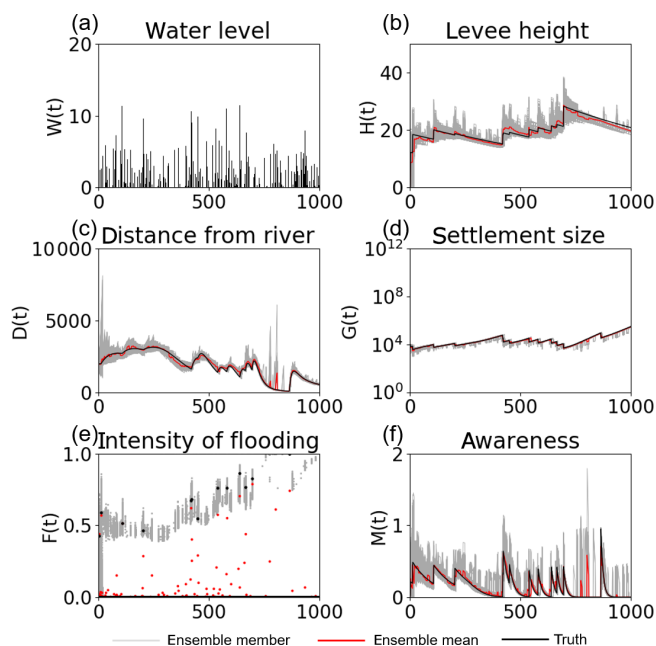 (a) Water level
20
10
0
W(t)
0 500 1000
(b) Levee height
40
20
0
H(t)
0 500 1000
(c) Distance from river
10 000
5000
0
D(t)
0 500 1000
(d) Settlement size
10^12
10^8
10^4
10^0
G(t)
0 500 1000
(e) Intensity of flooding
1.0
0.5
0.0
F(t)
0 500 1000
(f) Awareness
2
1
0
M(t)
0 500 1000
Ensemble member Ensemble mean Truth